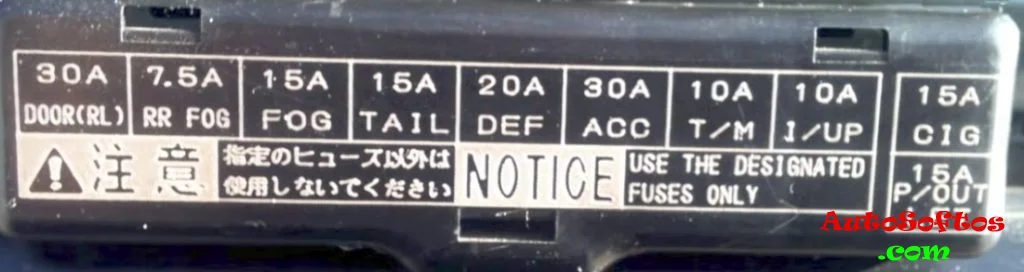 30A 7.5A 15A 15A 20A 30A 10A 10A 15A
DOOR(RL) RR FOG FOG TAIL DEF ACC T/M I/UP CIG
注意 指定のヒューズ以外は 使用しないでください NOTICE USE THE DESIGNATED FUSES ONLY
15A
P/OUT
AutoSoftos
.com